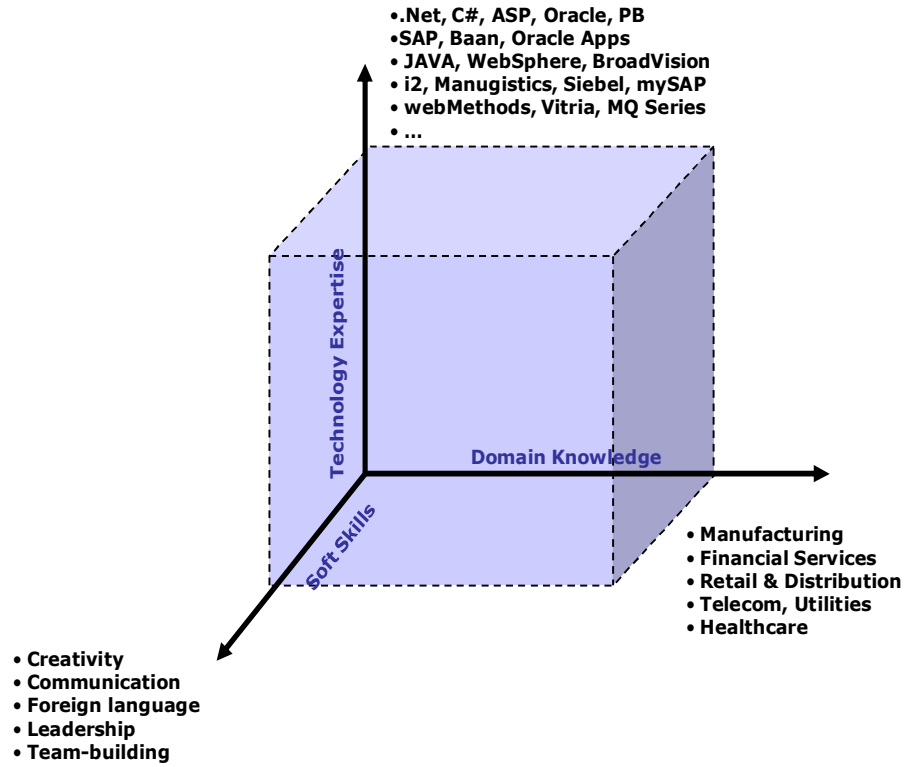 •.Net, C#, ASP, Oracle, PB
•SAP, Baan, Oracle Apps
• JAVA, WebSphere, BroadVision
• i2, Manugistics, Siebel, mySAP
• webMethods, Vitria, MQ Series
• ...
Technology Expertise
Domain Knowledge
Soft Skills
• Manufacturing
• Financial Services
• Retail & Distribution
• Telecom, Utilities
• Healthcare
• Creativity
• Communication
• Foreign language
• Leadership
• Team-building